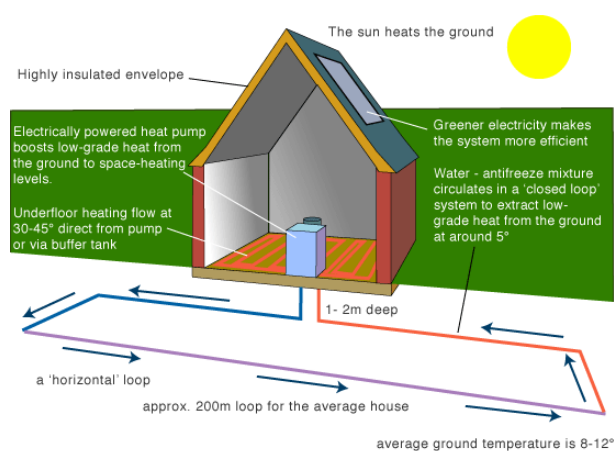 The sun heats the ground
Highly insulated envelope
Electrically powered heat pump
boosts low-grade heat from
the ground to space-heating
levels.
Underfloor heating flow at
30-45° direct from pump
or via buffer tank
Greener electricity makes
the system more efficient
Water - antifreeze mixture
circulates in a 'closed loop'
system to extract low-
grade heat from the ground
at around 5°
1- 2m deep
a 'horizontal' loop
approx. 200m loop for the average house
average ground temperature is 8-12°